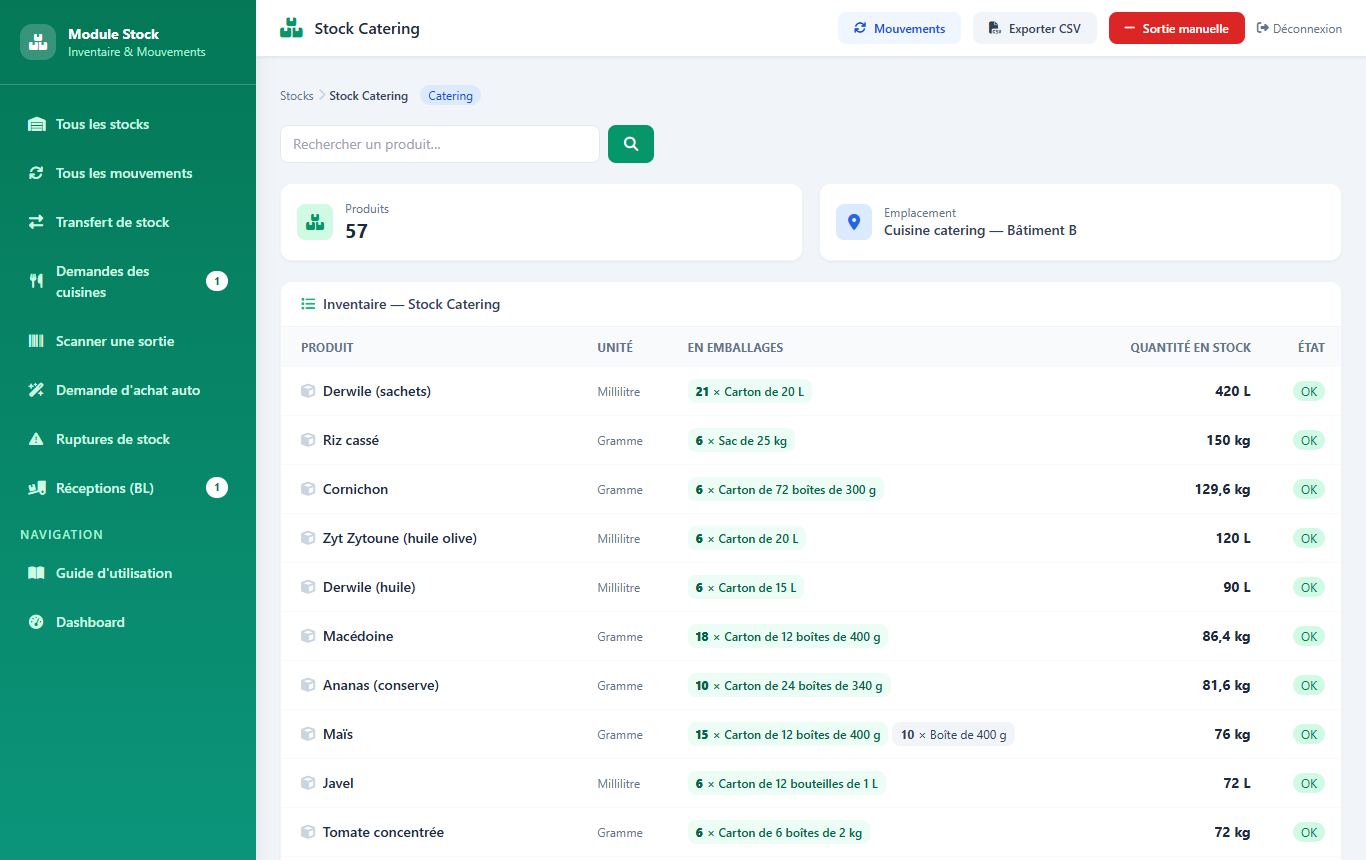 Module Stock
Inventaire & Mouvements
Tous les stocks
Tous les mouvements
Transfert de stock
Demandes des
cuisines
1
Scanner une sortie
Demande d'achat auto
Ruptures de stock
Réceptions (BL)
1
NAVIGATION
Guide d'utilisation
Dashboard
Stock Catering
Mouvements
Exporter CSV
Sortie manuelle
Déconnexion
Stocks Stock Catering Catering
Rechercher un produit...
Produits
57
Emplacement
Cuisine catering — Bâtiment B
Inventaire — Stock Catering
PRODUIT UNITÉ EN EMBALLAGES QUANTITÉ EN STOCK ÉTAT
Derwile (sachets) Millilitre 21 × Carton de 20 L 420 L OK
Riz cassé Gramme 6 × Sac de 25 kg 150 kg OK
Cornichon Gramme 6 × Carton de 72 boîtes de 300 g 129,6 kg OK
Zyt Zytoune (huile olive) Millilitre 6 × Carton de 20 L 120 L OK
Derwile (huile) Millilitre 6 × Carton de 15 L 90 L OK
Macédoine Gramme 18 × Carton de 12 boîtes de 400 g 86,4 kg OK
Ananas (conserve) Gramme 10 × Carton de 24 boîtes de 340 g 81,6 kg OK
Maïs Gramme 15 × Carton de 12 boîtes de 400 g 10 × Boîte de 400 g 76 kg OK
Javel Millilitre 6 × Carton de 12 bouteilles de 1 L 72 L OK
Tomate concentrée Gramme 6 × Carton de 6 boîtes de 2 kg 72 kg OK